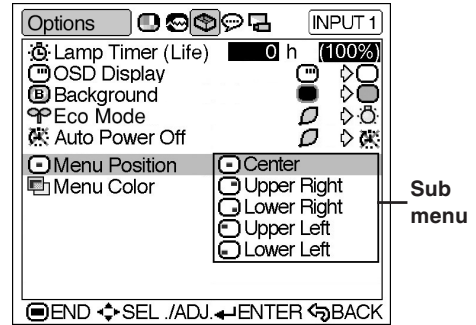 Options INPUT 1
Lamp Timer (Life) 0 h (100%)
OSD Display
B Background
Eco Mode
Auto Power Off
Menu Position Center
Menu Color Upper Right
Lower Right
Upper Left
Lower Left
Sub
menu
END SEL ./ADJ. ENTER BACK